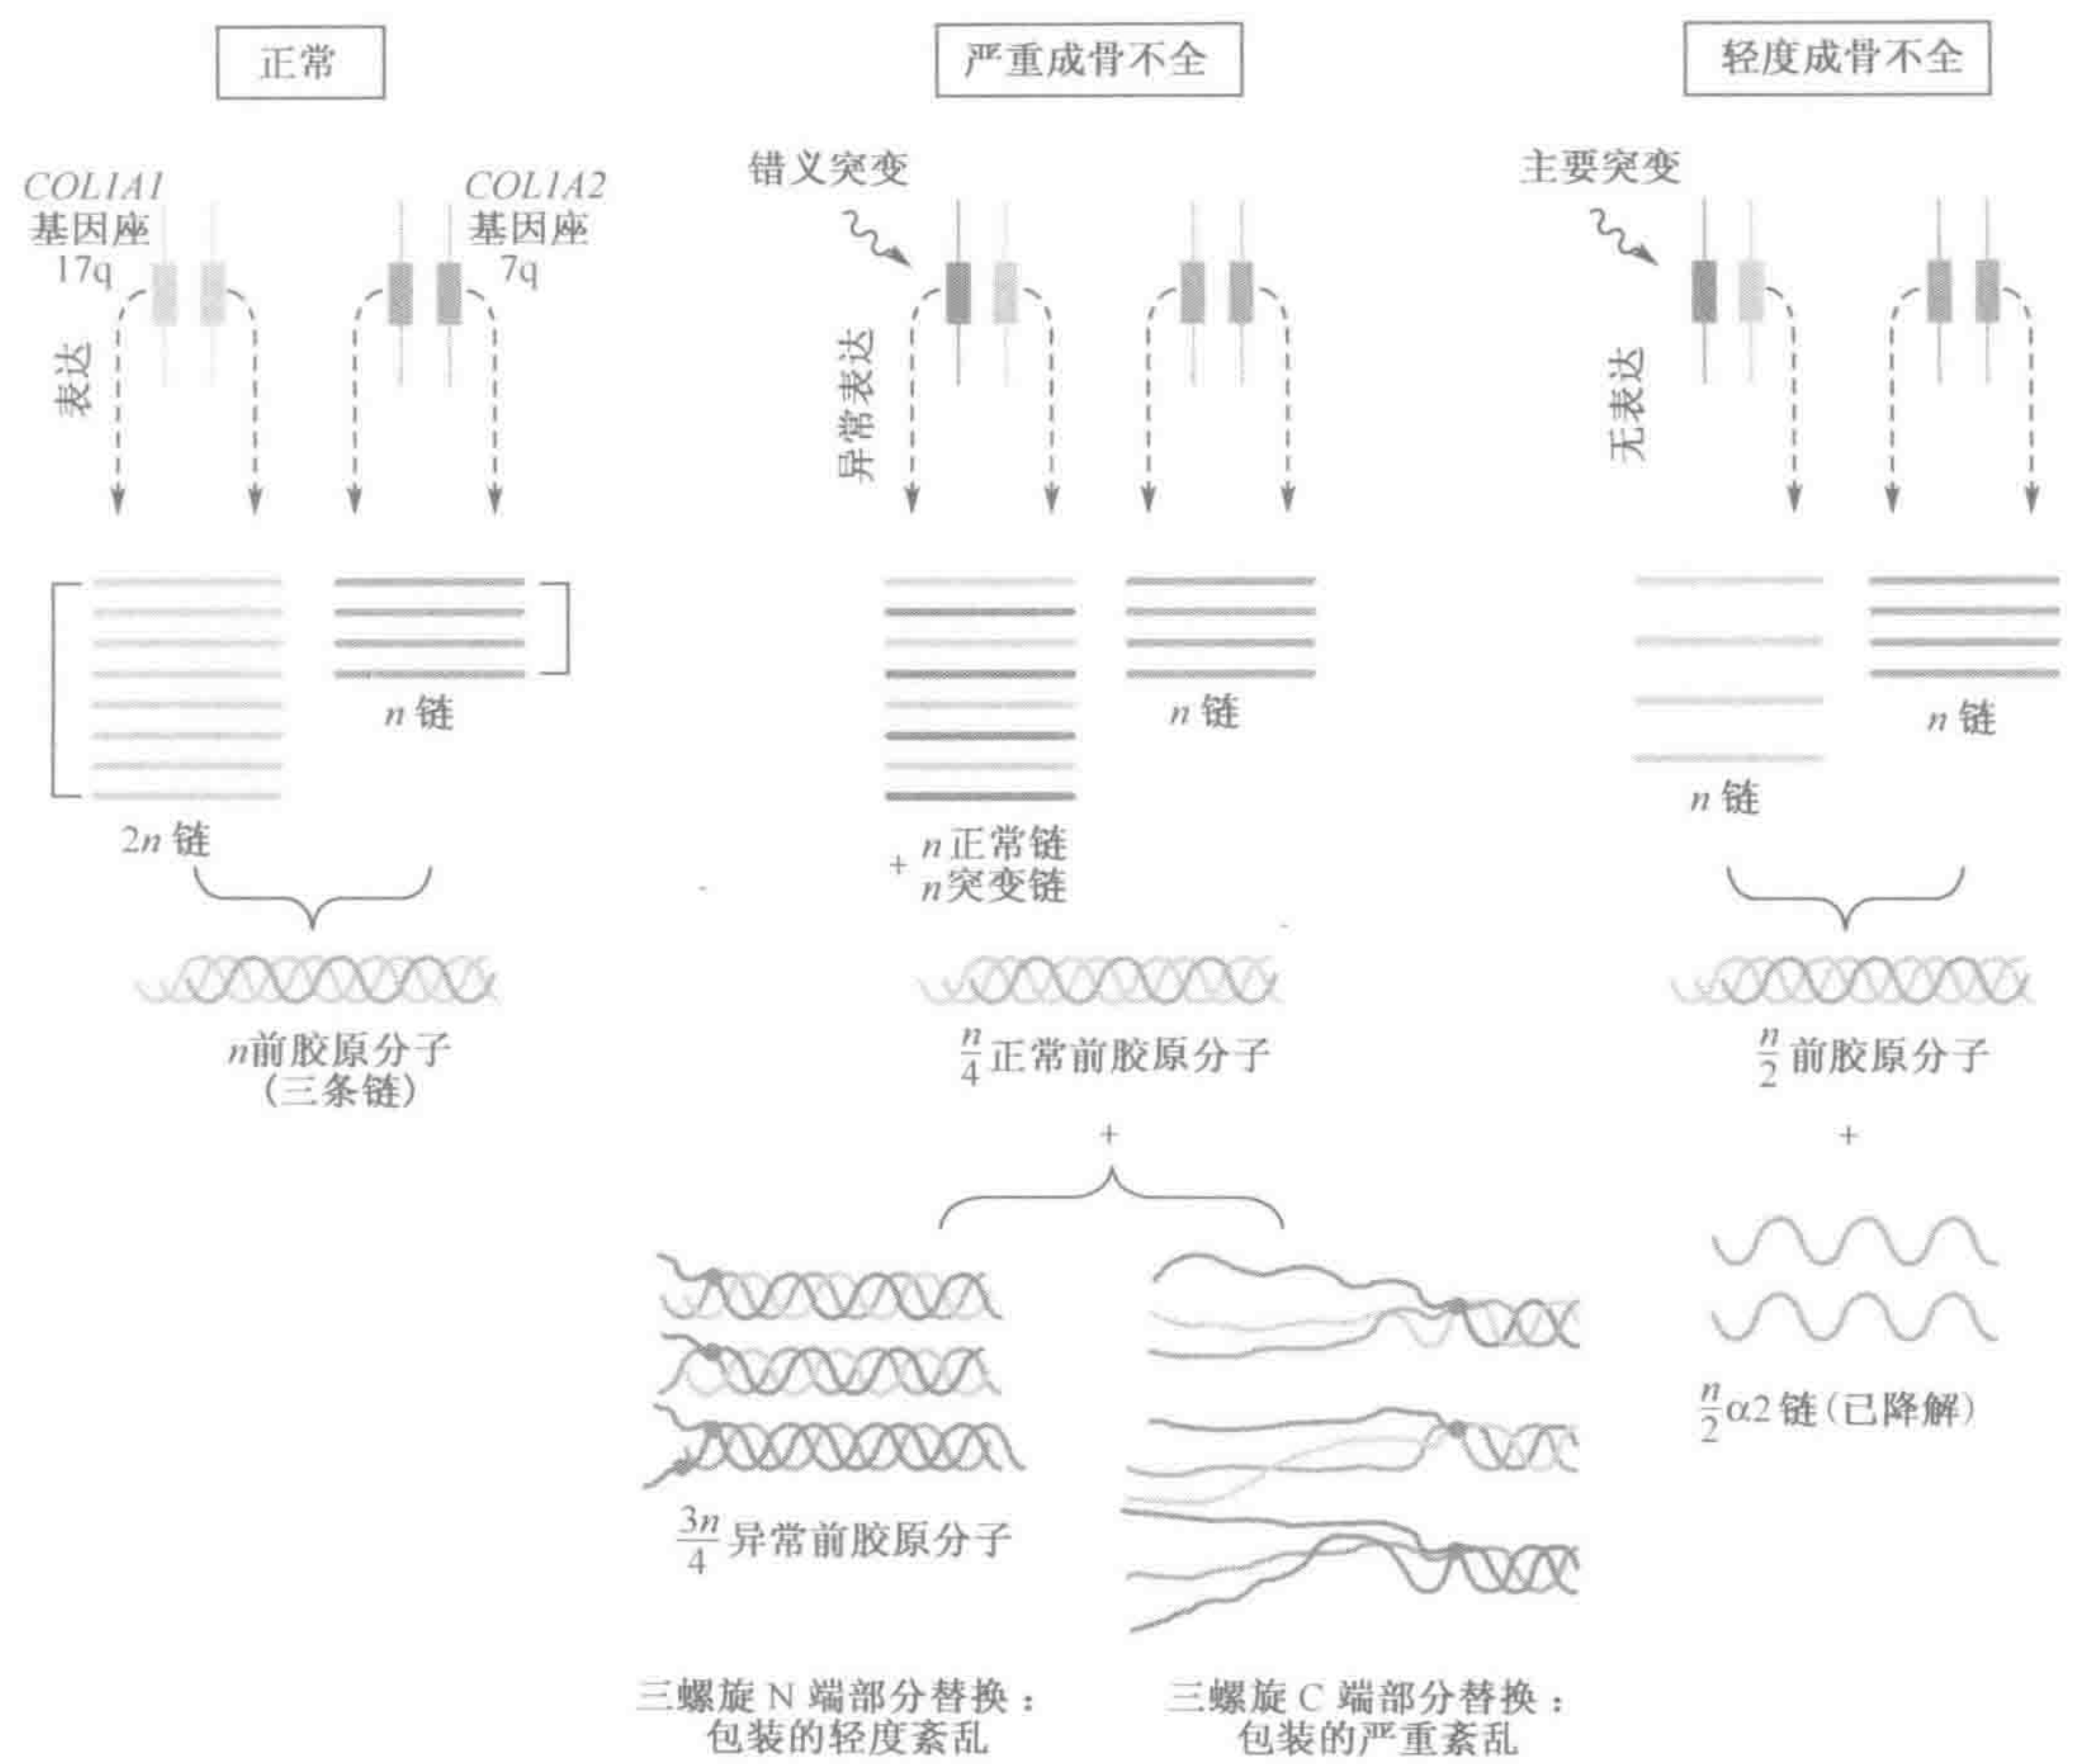 正常
严重成骨不全
轻度成骨不全
COL1A1
基因座
17q
COL1A2
基因座
7q
表达
错义突变
异常表达
主要突变
无表达
2n 链
n 链
+ n 正常链
n 突变链
n 链
n 链
n 链
n前胶原分子
(三条链)
n/4 正常前胶原分子
+
n/2 前胶原分子
+
3n/4 异常前胶原分子
n/2 α2 链(已降解)
三螺旋 N 端部分替换：
包装的轻度紊乱
三螺旋 C 端部分替换：
包装的严重紊乱